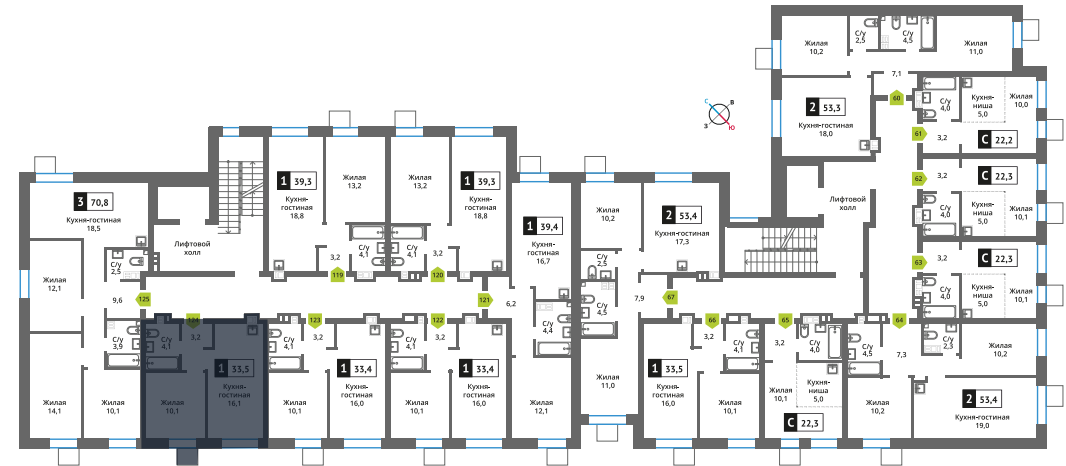 Жилая
10,2
С/у
2,5
С/у
4,5
Жилая
11,0
7,1
60
2 53,3
Кухня-гостиная
18,0
С/у
4,0
Кухня-
ниша
5,0
Жилая
10,0
61
3,2
С 22,2
62
3,2
С 22,3
С/у
4,0
Кухня-
ниша
5,0
Жилая
10,1
Лифтовой
холл
63
3,2
С 22,3
С/у
4,0
Кухня-
ниша
5,0
Жилая
10,1
С
В
З
Ю
3 70,8
Кухня-гостиная
18,5
Лифтовой
холл
1 39,3
Кухня-
гостиная
18,8
Жилая
13,2
С/у
4,1
3,2
119
Жилая
13,2
1 39,3
Кухня-
гостиная
18,8
С/у
4,1
3,2
120
1 39,4
Кухня-
гостиная
16,7
121
6,2
С/у
4,4
Жилая
12,1
Жилая
10,2
2 53,4
Кухня-гостиная
17,3
С/у
2,5
С/у
4,5
7,9
67
Жилая
11,0
Жилая
12,1
С/у
2,5
9,6
125
С/у
3,9
Жилая
14,1
Жилая
10,1
124
С/у
4,1
3,2
Жилая
10,1
1 33,5
Кухня-
гостиная
16,1
123
С/у
4,1
3,2
Жилая
10,1
1 33,4
Кухня-
гостиная
16,0
122
С/у
4,1
3,2
Жилая
10,1
1 33,4
Кухня-
гостиная
16,0
66
3,2
С/у
4,1
1 33,5
Кухня-
гостиная
16,0
Жилая
10,1
65
3,2
С/у
4,0
Жилая
10,1
Кухня-
ниша
5,0
С 22,3
64
С/у
4,5
7,3
С/у
2,3
Жилая
10,2
Жилая
10,2
2 53,4
Кухня-гостиная
19,0